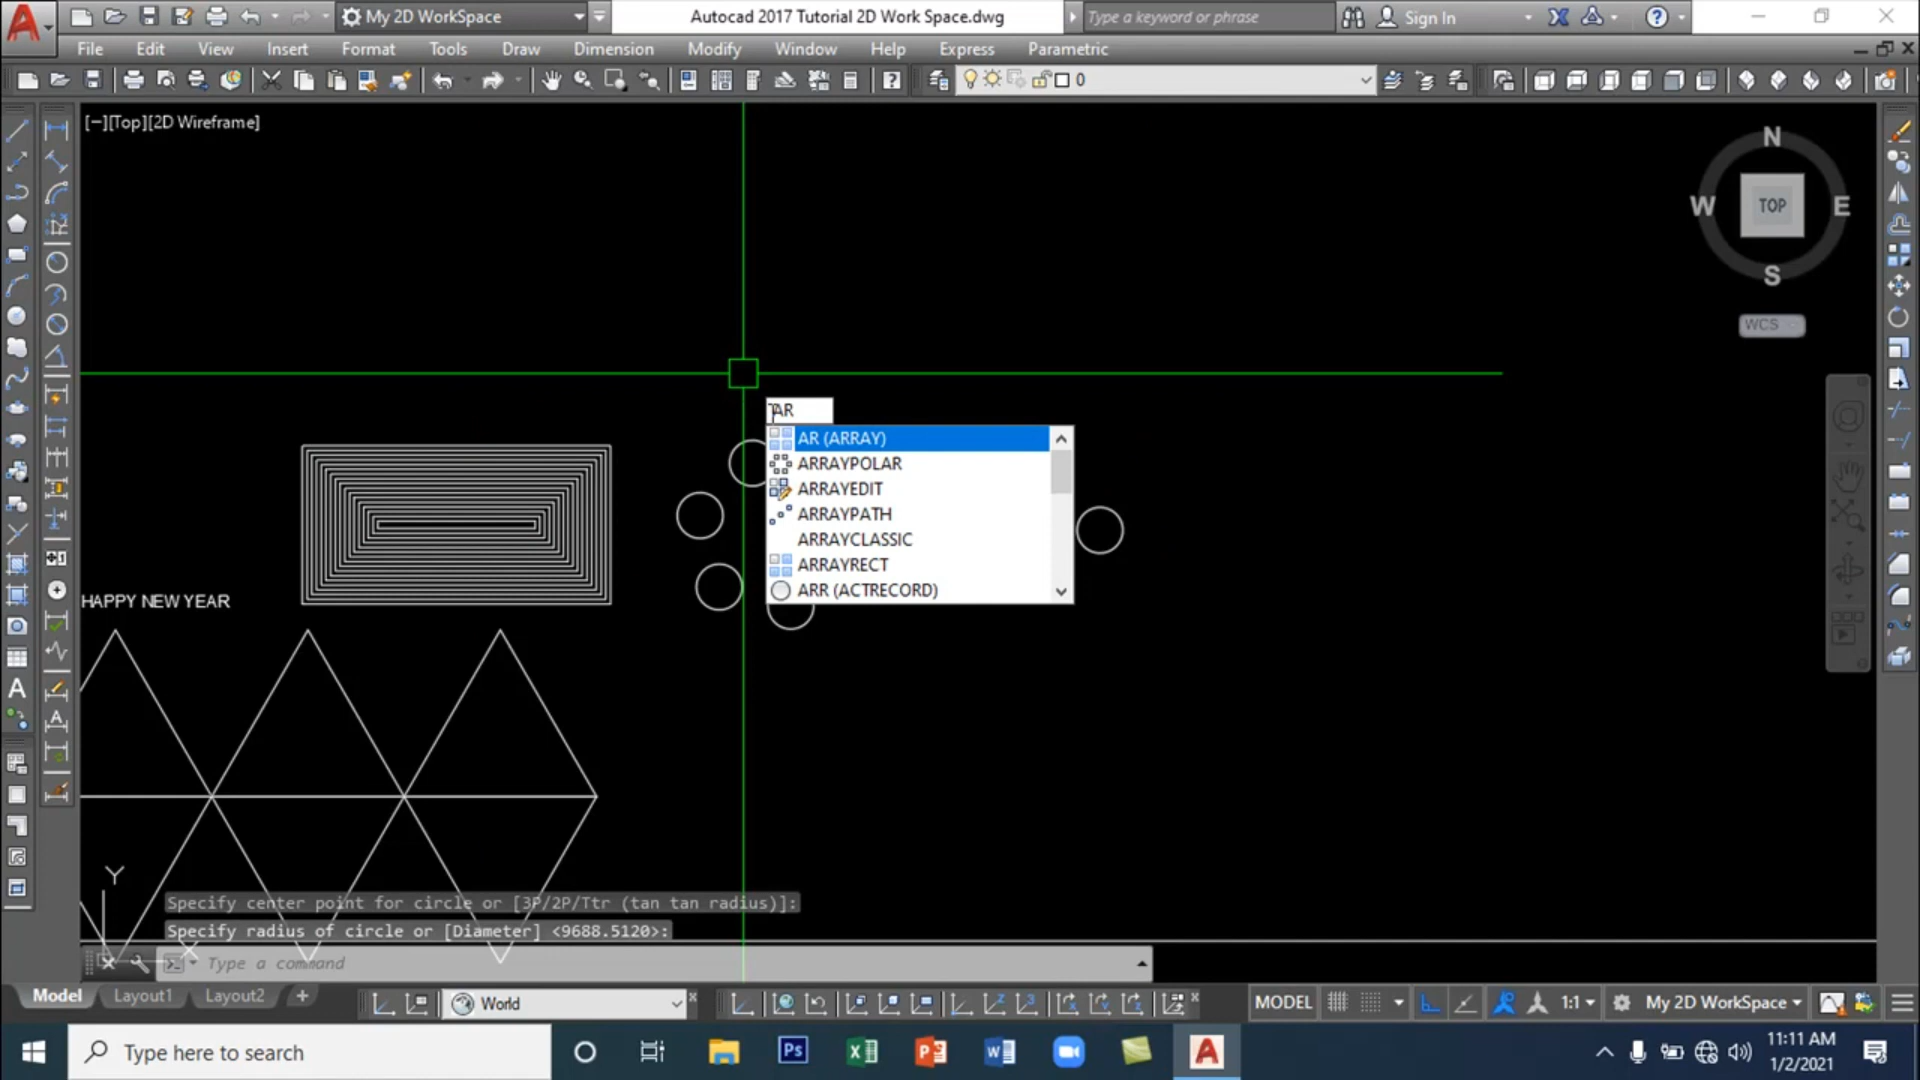 My 2D WorkSpace
Autocad 2017 Tutorial 2D Work Space.dwg
Type a keyword or phrase
Sign In
File Edit View Insert Format Tools Draw Dimension Modify Window Help Express Parametric
0
[−][Top][2D Wireframe]
N
W
TOP
E
S
WCS
AR
AR (ARRAY)
ARRAYPOLAR
ARRAYEDIT
ARRAYPATH
ARRAYCLASSIC
ARRAYRECT
ARR (ACTRECORD)
HAPPY NEW YEAR
Y
X
Specify center point for circle or [3P/2P/Ttr (tan tan radius)]:
Specify radius of circle or [Diameter] <9688.5120>:
Type a command
Model Layout1 Layout2 +
World
MODEL
1:1
My 2D WorkSpace
Type here to search
11:11 AM
1/2/2021